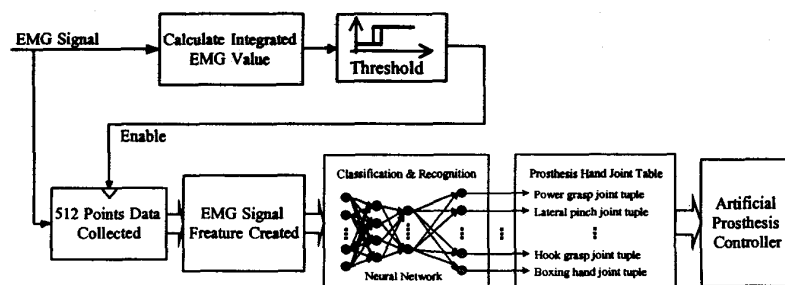 EMG Signal
Calculate Integrated
EMG Value
Threshold
Enable
512 Points Data
Collected
EMG Signal
Freature Created
Classification & Recognition
Neural Network
Prosthesis Hand Joint Table
Power grasp joint tuple
Lateral pinch joint tuple
Hook grasp joint tuple
Boxing hand joint tuple
Artificial
Prosthesis
Controller